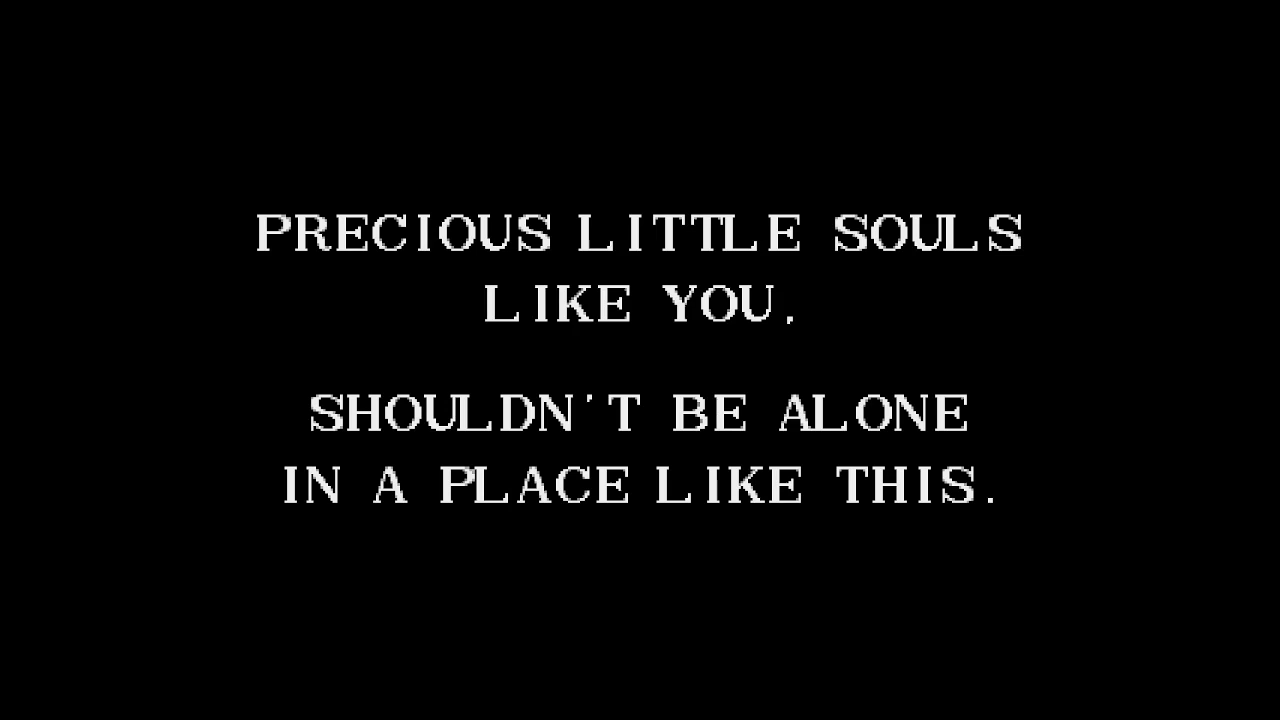 PRECIOUS LITTLE SOULS
LIKE YOU,
SHOULDN'T BE ALONE
IN A PLACE LIKE THIS.